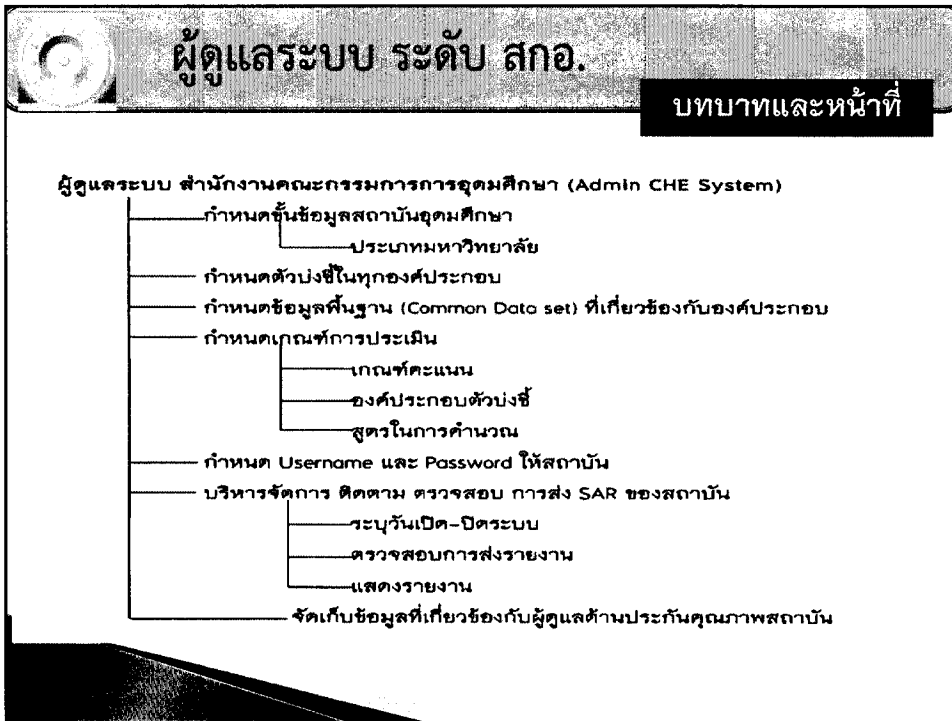 ผู้ดูแลระบบ ระดับ สกอ.
บทบาทและหน้าที่
ผู้ดูแลระบบ สำนักงานคณะกรรมการการอุดมศึกษา (Admin CHE System)
กำหนดชั้นข้อมูลสถาบันอุดมศึกษา
ประเภทมหาวิทยาลัย
กำหนดตัวบ่งชี้ในทุกองค์ประกอบ
กำหนดข้อมูลพื้นฐาน (Common Data set) ที่เกี่ยวข้องกับองค์ประกอบ
กำหนดเกณฑ์การประเมิน
เกณฑ์คะแนน
องค์ประกอบตัวบ่งชี้
สูตรในการคำนวณ
กำหนด Username และ Password ให้สถาบัน
บริหารจัดการ ติดตาม ตรวจสอบ การส่ง SAR ของสถาบัน
ระบุวันเปิด-ปิดระบบ
ตรวจสอบการส่งรายงาน
แสดงรายงาน
จัดเก็บข้อมูลที่เกี่ยวข้องกับผู้ดูแลด้านประกันคุณภาพสถาบัน